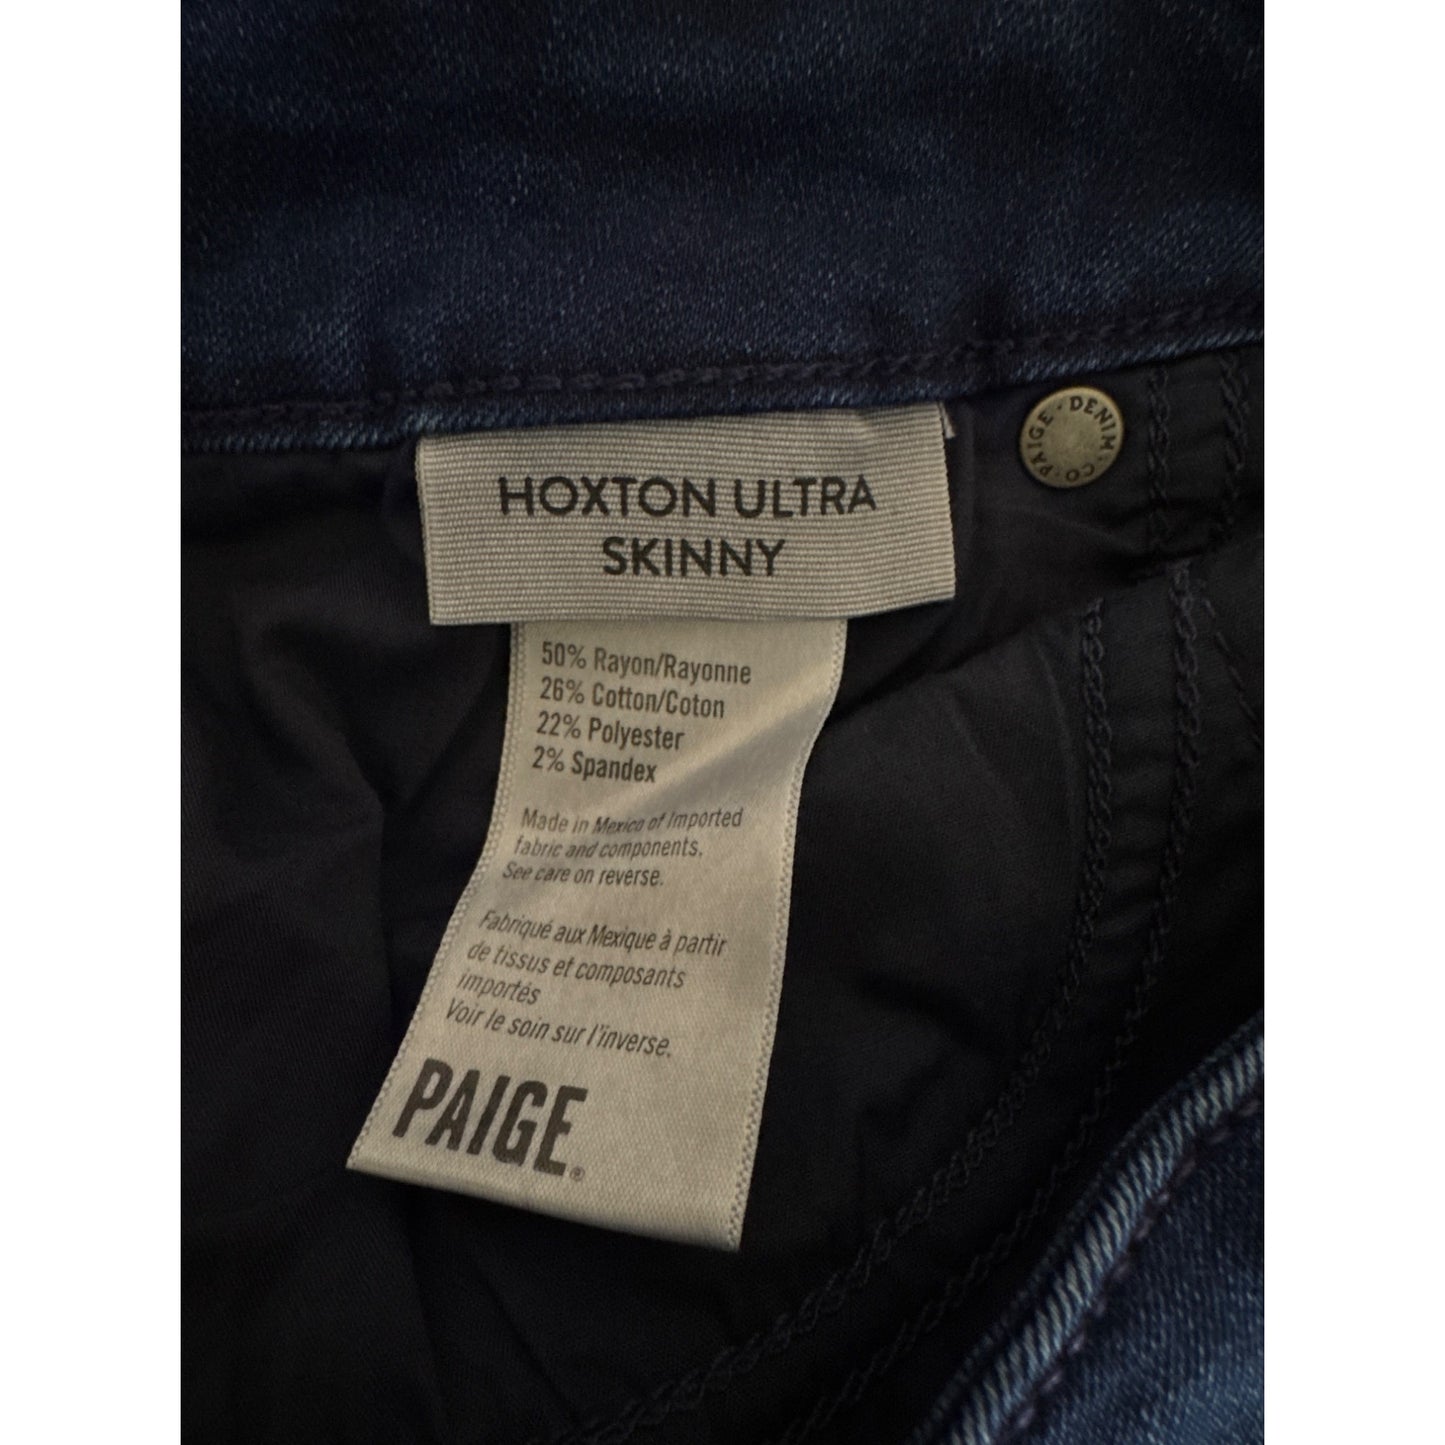 HOXTON ULTRA
SKINNY
PAIGE · DENIM · CO ·
50% Rayon/Rayonne
26% Cotton/Coton
22% Polyester
2% Spandex
Made in Mexico of Imported
fabric and components.
See care on reverse.
Fabriqué aux Mexique à partir
de tissus et composants
importés
Voir le soin sur l'inverse.
PAIGE®